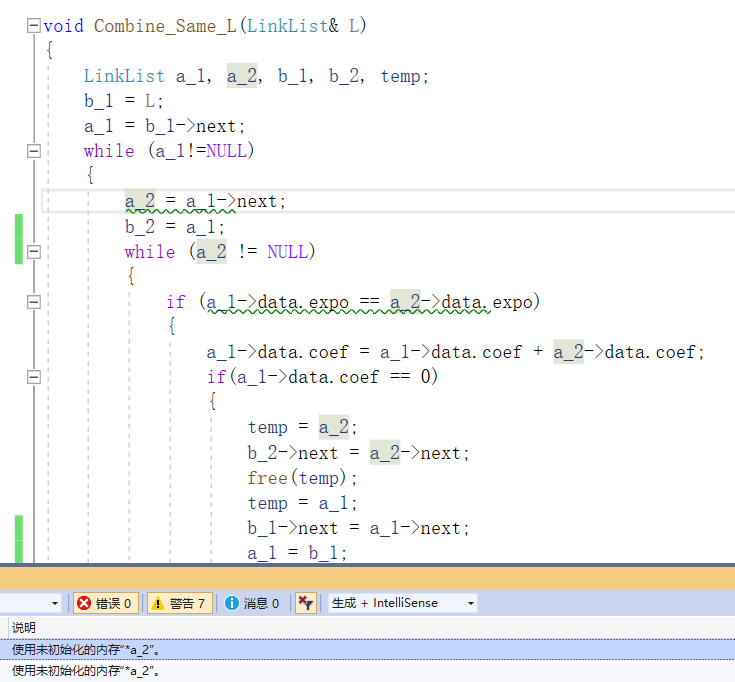 void Combine_Same_L(LinkList& L)
{
LinkList a_1, a_2, b_1, b_2, temp;
b_1 = L;
a_1 = b_1->next;
while (a_1!=NULL)
{
a_2 = a_1->next;
b_2 = a_1;
while (a_2 != NULL)
{
if (a_1->data.expo == a_2->data.expo)
{
a_1->data.coef = a_1->data.coef + a_2->data.coef;
if(a_1->data.coef == 0)
{
temp = a_2;
b_2->next = a_2->next;
free(temp);
temp = a_1;
b_1->next = a_1->next;
a_1 = b_1;
错误 0 警告 7 消息 0 生成 + IntelliSense
说明
使用未初始化的内存“*a_2”。
使用未初始化的内存“*a_2”。